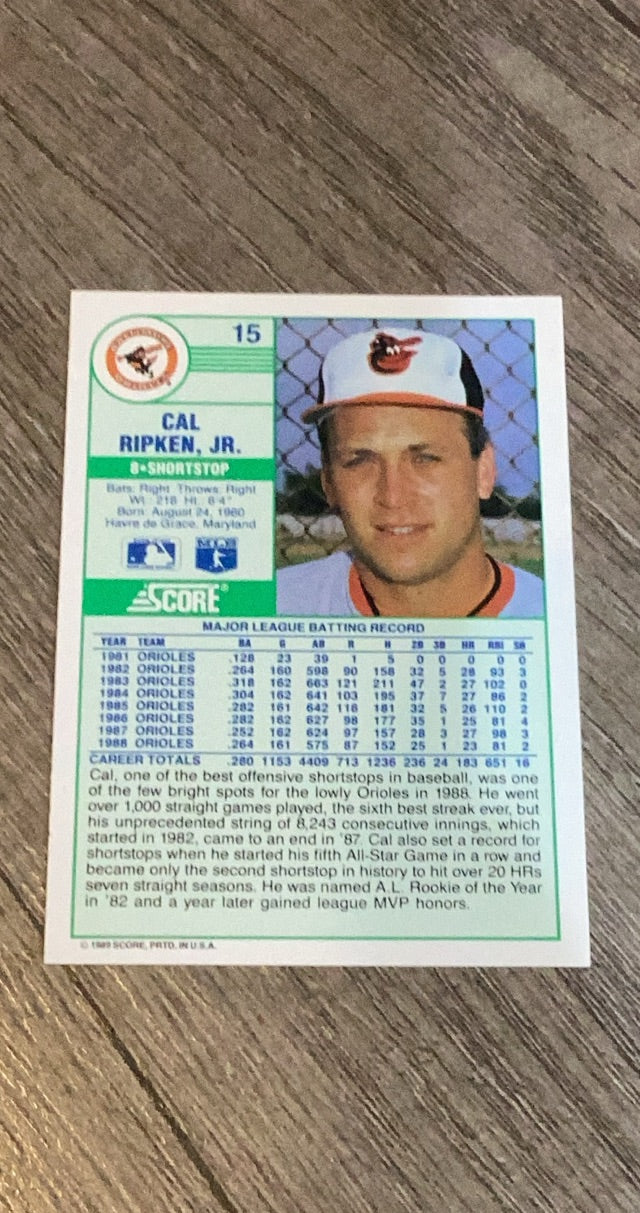 15
CAL
RIPKEN, JR.
8•SHORTSTOP
Bats: Right Throws: Right
Wt: 218 Ht: 6'4"
Born: August 24, 1960
Havre de Grace, Maryland
SCORE®
MAJOR LEAGUE BATTING RECORD
YEAR TEAM BA G AB R H 2B 3B HR RBI SB
1981 ORIOLES .128 23 39 1 5 0 0 0 0 0
1982 ORIOLES .264 160 598 90 158 32 5 28 93 3
1983 ORIOLES .318 162 663 121 211 47 2 27 102 0
1984 ORIOLES .304 162 641 103 195 37 7 27 86 2
1985 ORIOLES .282 161 642 116 181 32 5 26 110 2
1986 ORIOLES .282 162 627 98 177 35 1 25 81 4
1987 ORIOLES .252 162 624 97 157 28 3 27 98 3
1988 ORIOLES .264 161 575 87 152 25 1 23 81 2
CAREER TOTALS .280 1153 4409 713 1236 236 24 183 651 16
Cal, one of the best offensive shortstops in baseball, was one
of the few bright spots for the lowly Orioles in 1988. He went
over 1,000 straight games played, the sixth best streak ever, but
his unprecedented string of 8,243 consecutive innings, which
started in 1982, came to an end in '87. Cal also set a record for
shortstops when he started his fifth All-Star Game in a row and
became only the second shortstop in history to hit over 20 HRs
seven straight seasons. He was named A.L. Rookie of the Year
in '82 and a year later gained league MVP honors.
© 1989 SCORE, PRTD. IN U.S.A.